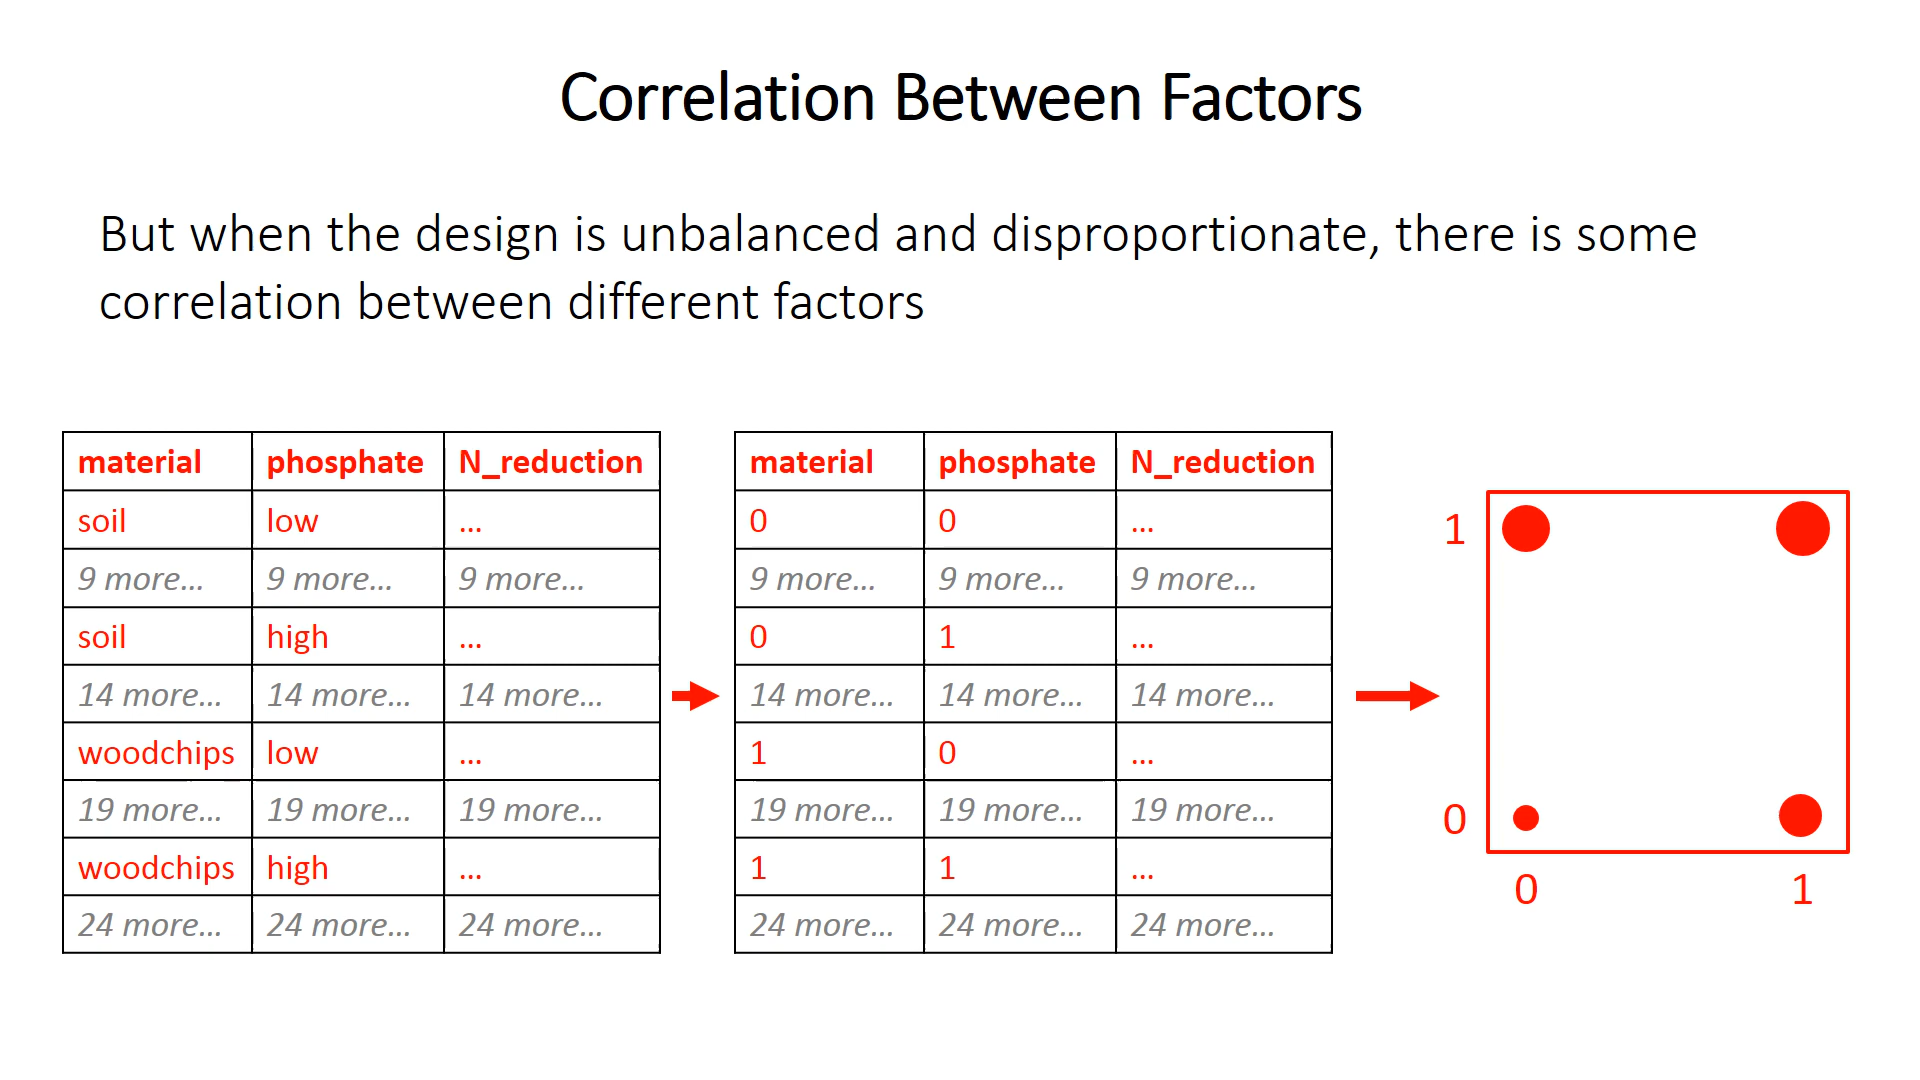 Correlation Between Factors
But when the design is unbalanced and disproportionate, there is some
correlation between different factors
material phosphate N_reduction
soil low ...
9 more... 9 more... 9 more...
soil high ...
14 more... 14 more... 14 more...
woodchips low ...
19 more... 19 more... 19 more...
woodchips high ...
24 more... 24 more... 24 more...
material phosphate N_reduction
0 0 ...
9 more... 9 more... 9 more...
0 1 ...
14 more... 14 more... 14 more...
1 0 ...
19 more... 19 more... 19 more...
1 1 ...
24 more... 24 more... 24 more...
1
0
0 1